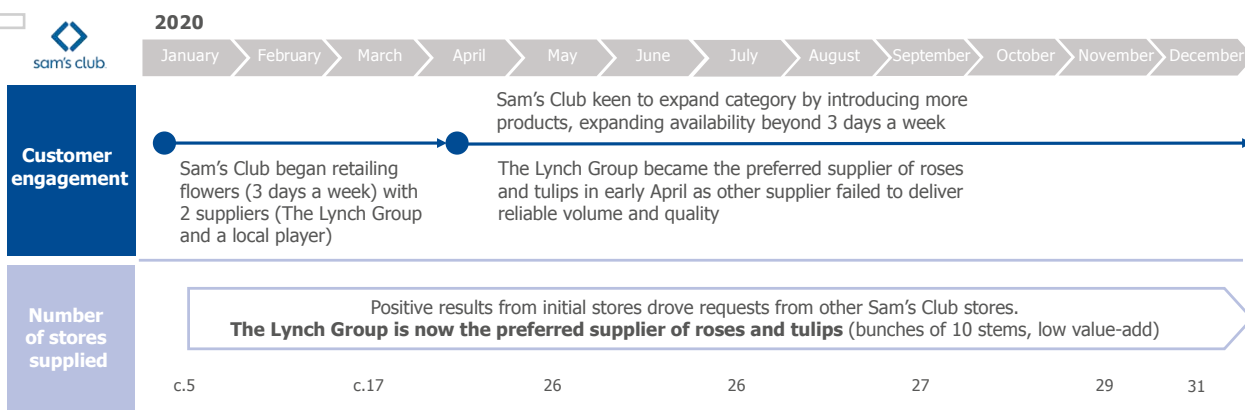 2020
sam's club
January February March April May June July August September October November December
Customer
engagement
Sam's Club keen to expand category by introducing more
products, expanding availability beyond 3 days a week
Sam's Club began retailing
flowers (3 days a week) with
2 suppliers (The Lynch Group
and a local player)
The Lynch Group became the preferred supplier of roses
and tulips in early April as other supplier failed to deliver
reliable volume and quality
Number
of stores
supplied
Positive results from initial stores drove requests from other Sam's Club stores.
The Lynch Group is now the preferred supplier of roses and tulips (bunches of 10 stems, low value-add)
c.5 c.17 26 26 27 29 31